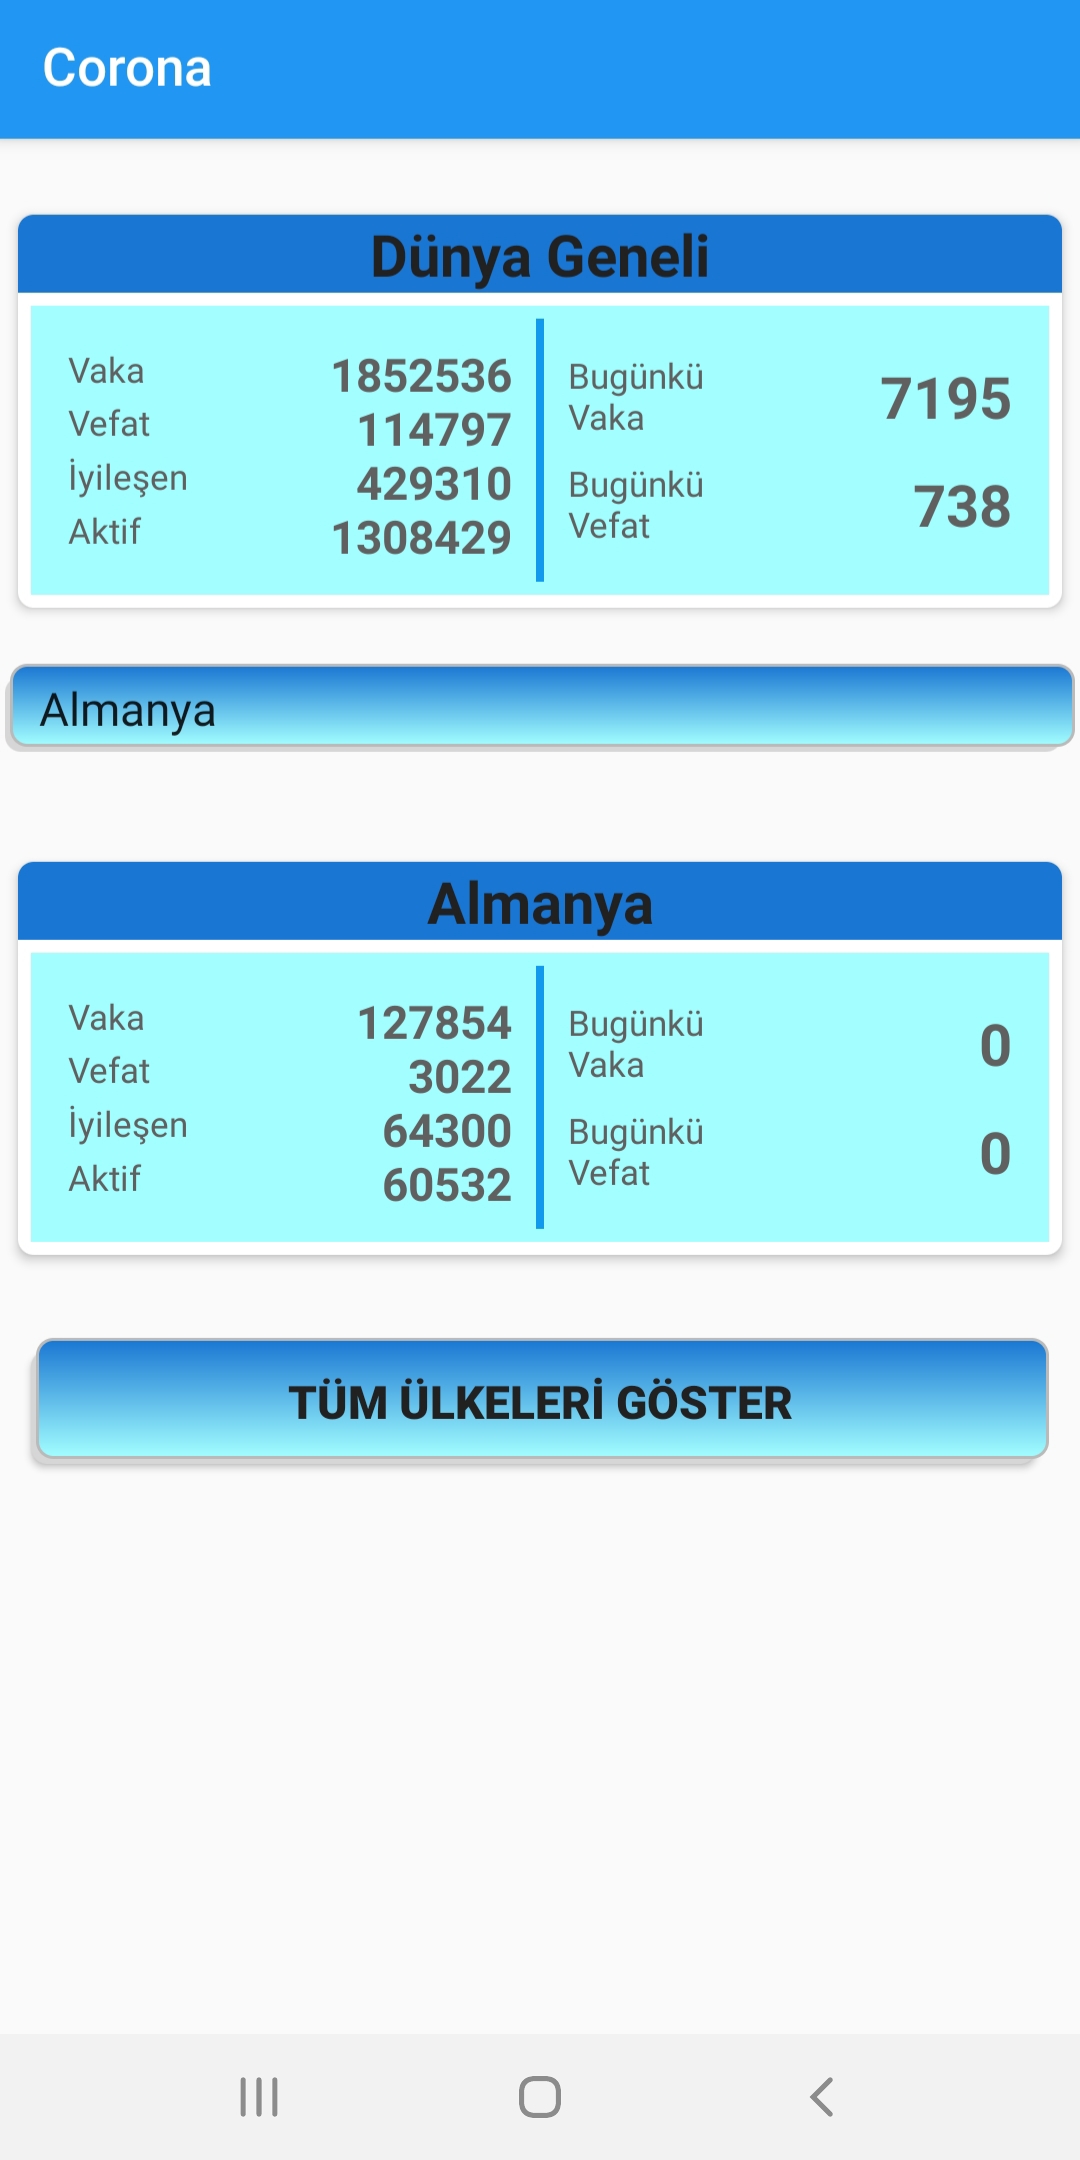 Corona
Dünya Geneli
Vaka 1852536
Vefat 114797
İyileşen 429310
Aktif 1308429
Bugünkü
Vaka
7195
Bugünkü
Vefat
738
Almanya
Almanya
Vaka 127854
Vefat 3022
İyileşen 64300
Aktif 60532
Bugünkü
Vaka
0
Bugünkü
Vefat
0
TÜM ÜLKELERİ GÖSTER